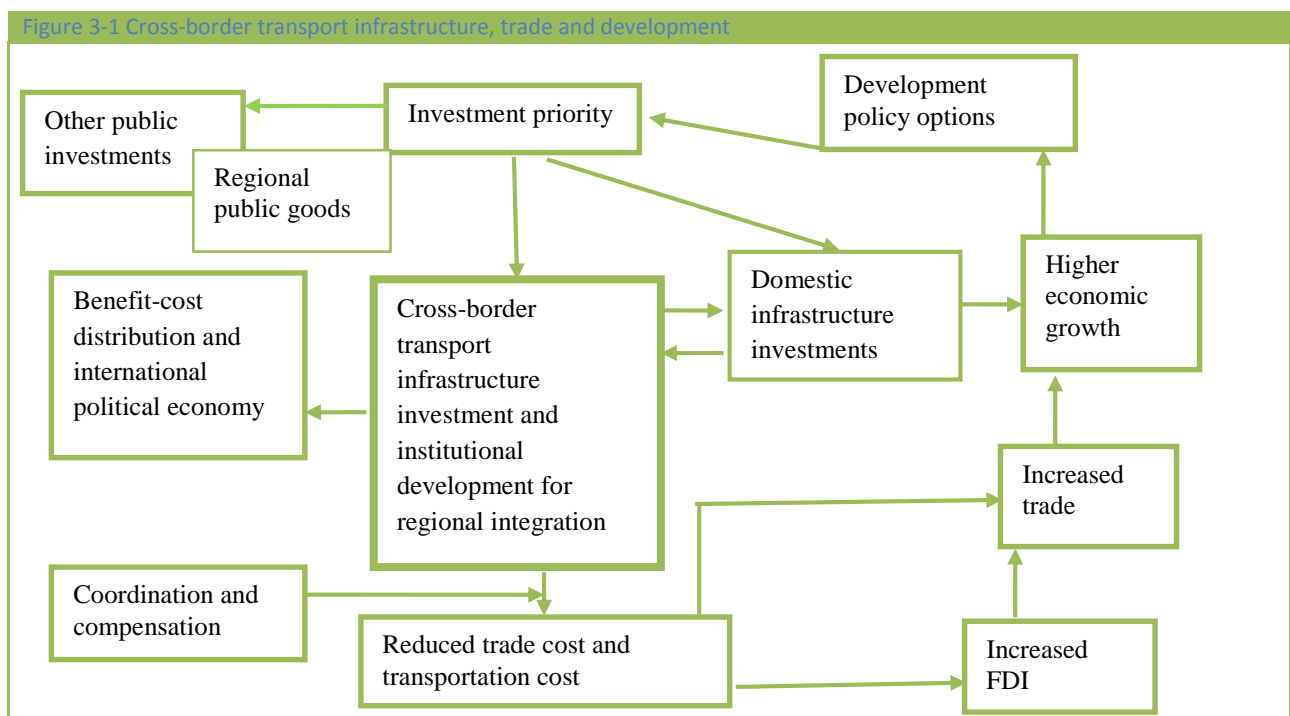 Figure 3-1 Cross-border transport infrastructure, trade and development
Other public
investments
Investment priority
Development
policy options
Regional
public goods
Benefit-cost
distribution and
international
political economy
Cross-border
transport
infrastructure
investment and
institutional
development for
regional integration
Domestic
infrastructure
investments
Higher
economic
growth
Increased
trade
Coordination and
compensation
Reduced trade cost and
transportation cost
Increased
FDI